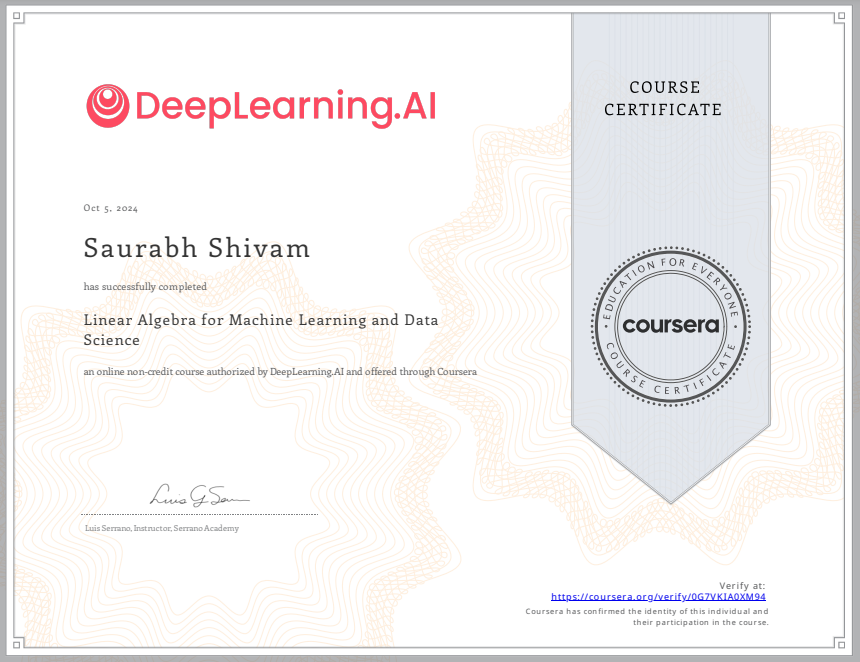 DeepLearning.AI
COURSE
CERTIFICATE
Oct 5, 2024
Saurabh Shivam
has successfully completed
Linear Algebra for Machine Learning and Data
Science
an online non-credit course authorized by DeepLearning.AI and offered through Coursera
EDUCATION FOR EVERYONE
coursera
COURSE CERTIFICATE
Luis Serrano, Instructor, Serrano Academy
Verify at:
https://coursera.org/verify/0G7VKIA0XM94
Coursera has confirmed the identity of this individual and
their participation in the course.